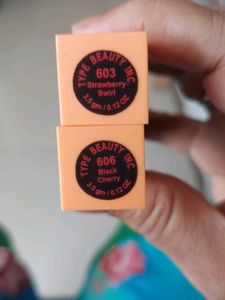 TYPE BEAUTY INC.
603
Strawberry
Swirl
3.5 gm / 0.12 OZ.
TYPE BEAUTY INC.
606
Black
Cherry
3.5 gm / 0.12 OZ.